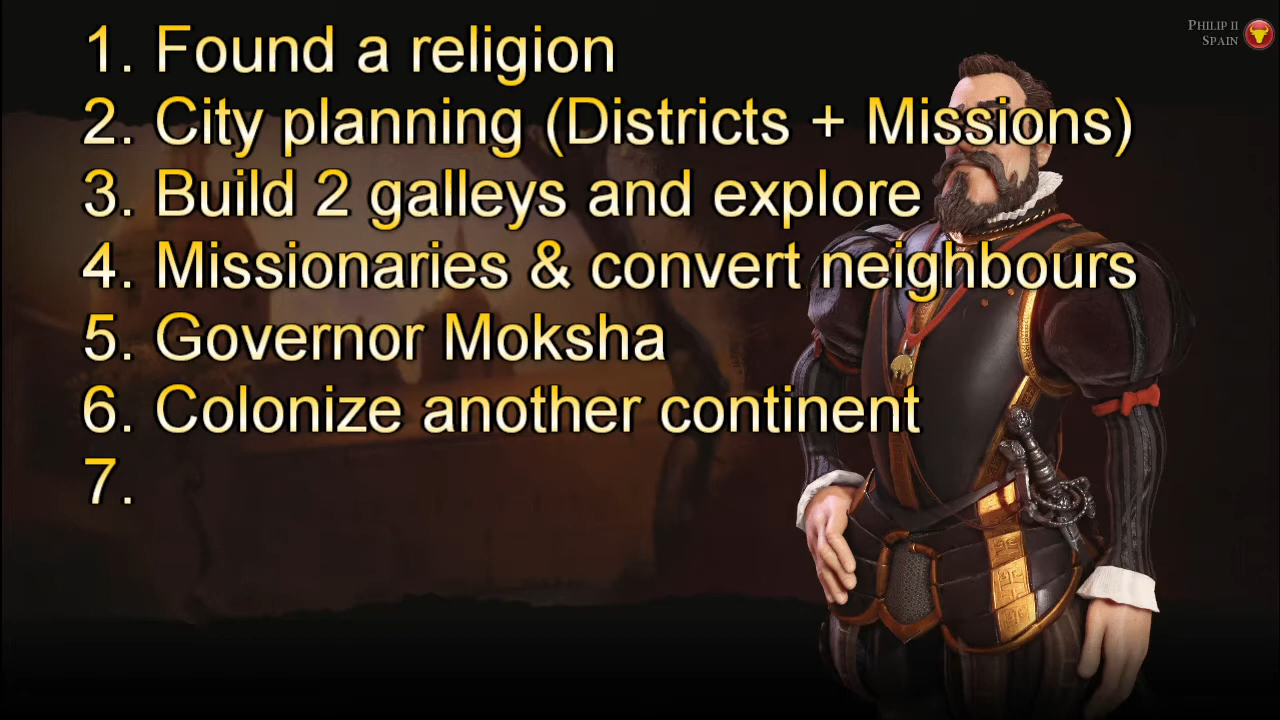 PHILIP II
SPAIN
1. Found a religion
2. City planning (Districts + Missions)
3. Build 2 galleys and explore
4. Missionaries & convert neighbours
5. Governor Moksha
6. Colonize another continent
7.